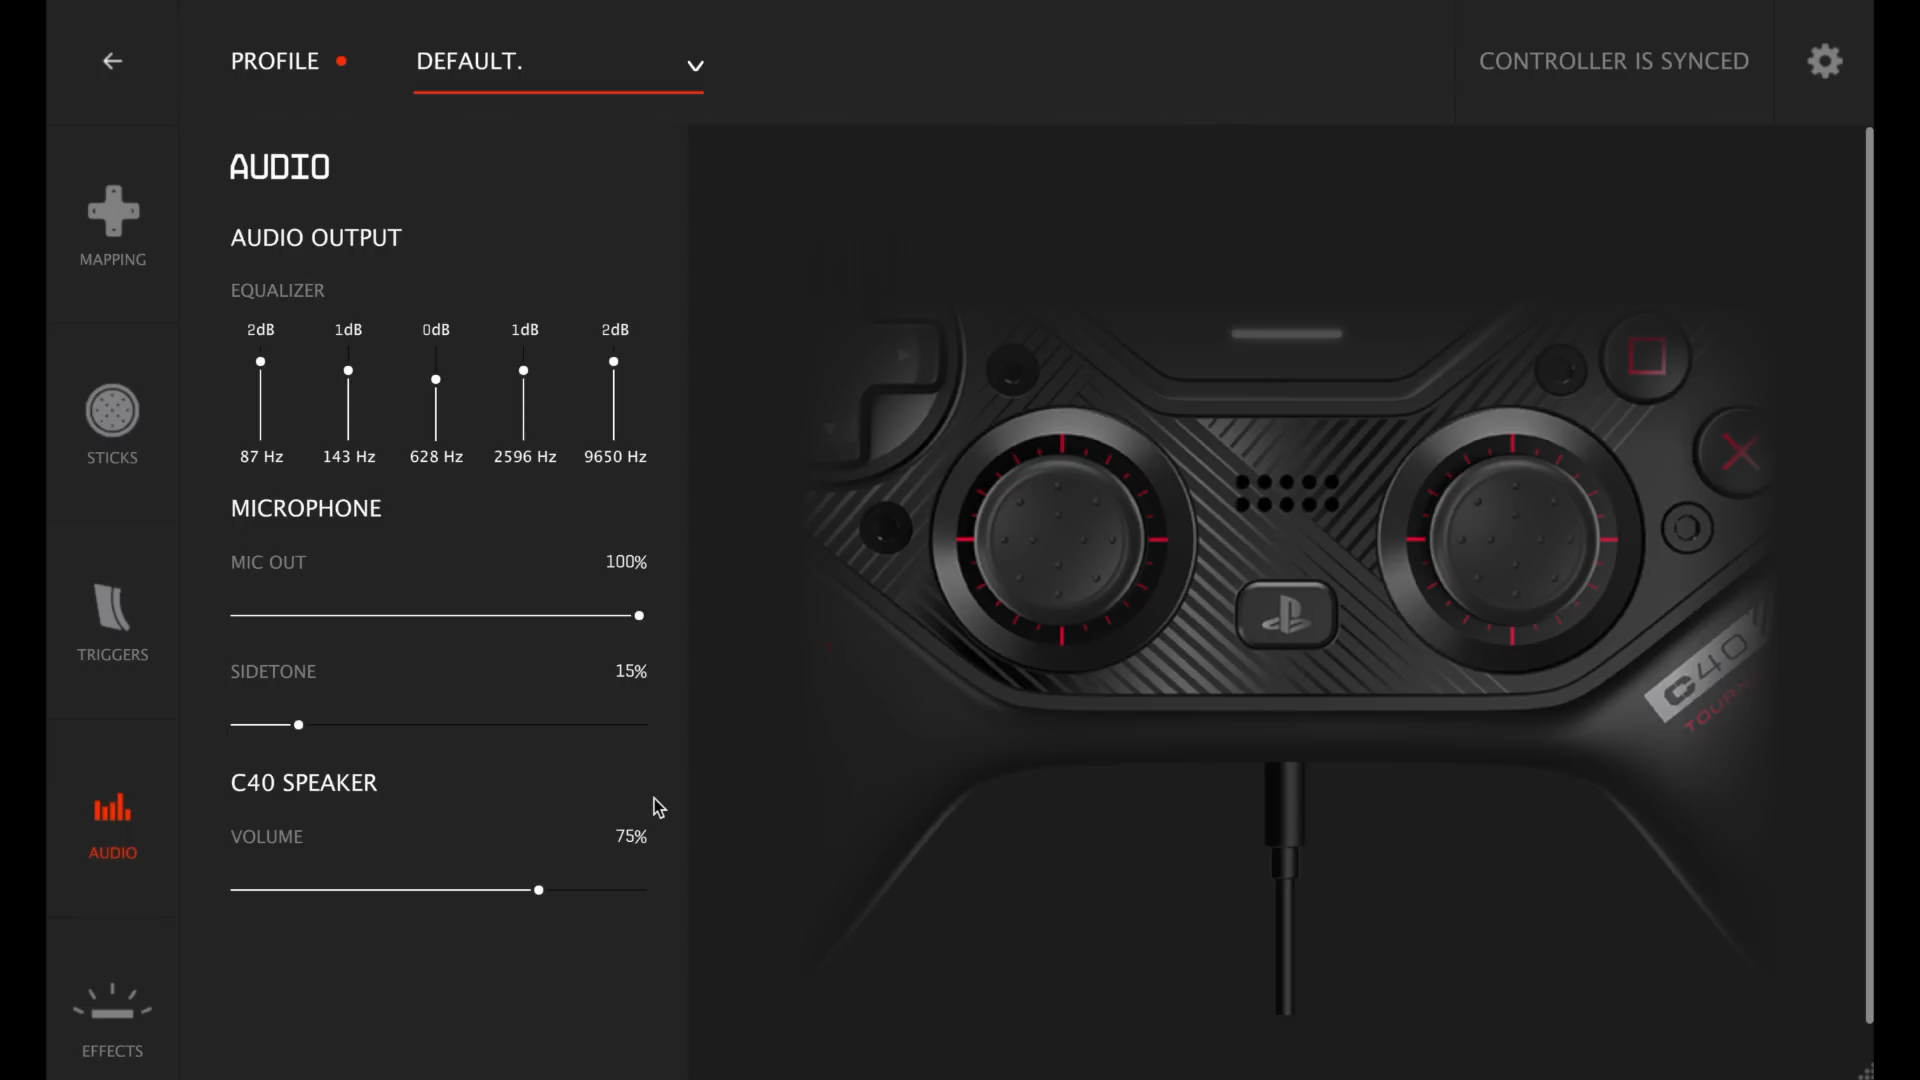 PROFILE
DEFAULT.
CONTROLLER IS SYNCED
MAPPING
STICKS
TRIGGERS
AUDIO
EFFECTS
AUDIO
AUDIO OUTPUT
EQUALIZER
2dB 1dB 0dB 1dB 2dB
87 Hz 143 Hz 628 Hz 2596 Hz 9650 Hz
MICROPHONE
MIC OUT 100%
SIDETONE 15%
C40 SPEAKER
VOLUME 75%
C40